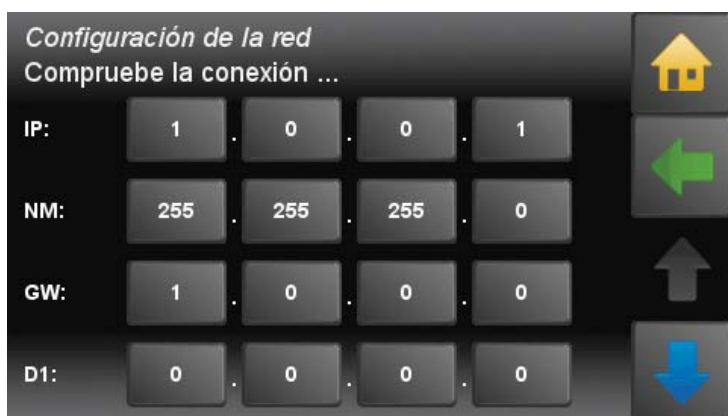 Configuración de la red
Compruebe la conexión ...
IP: 1 . 0 . 0 . 1
NM: 255 . 255 . 255 . 0
GW: 1 . 0 . 0 . 0
D1: 0 . 0 . 0 . 0